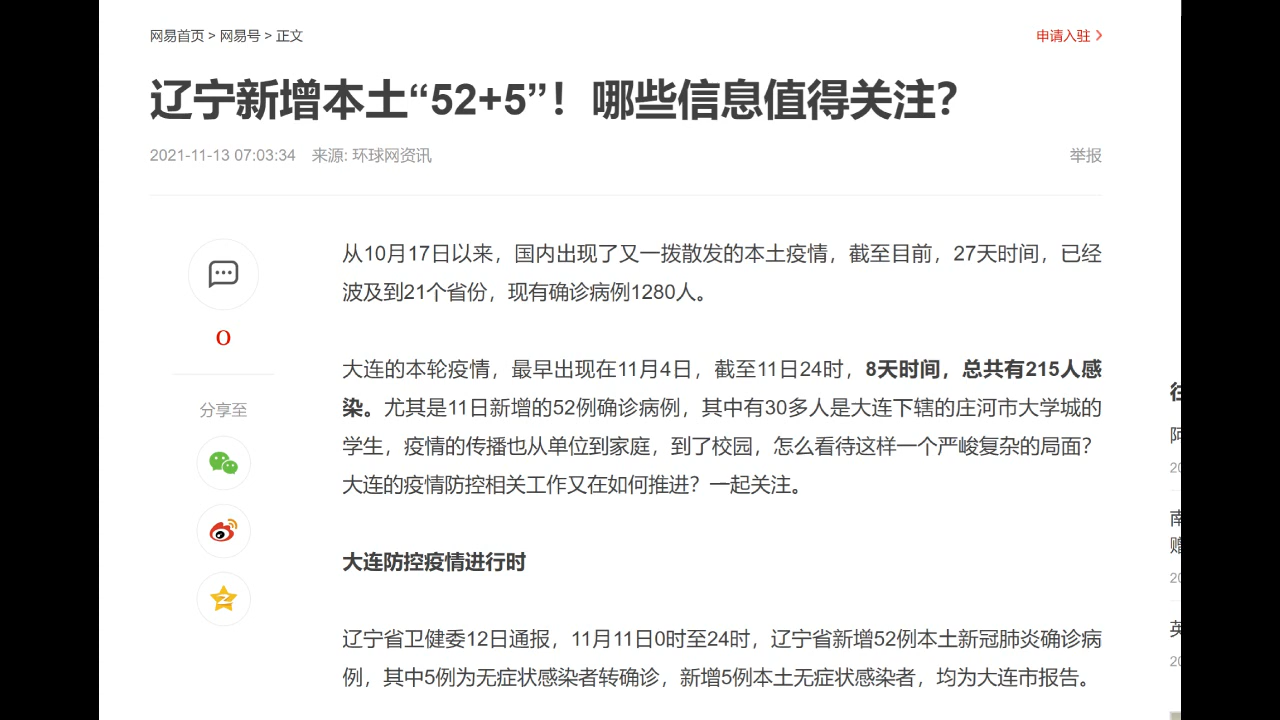 网易首页 > 网易号 > 正文
申请入驻 >
辽宁新增本土“52+5”！哪些信息值得关注？
2021-11-13 07:03:34 来源: 环球网资讯
举报
从10月17日以来，国内出现了又一拨散发的本土疫情，截至目前，27天时间，已经
波及到21个省份，现有确诊病例1280人。
0
大连的本轮疫情，最早出现在11月4日，截至11日24时，8天时间，总共有215人感
染。尤其是11日新增的52例确诊病例，其中有30多人是大连下辖的庄河市大学城的
学生，疫情的传播也从单位到家庭，到了校园，怎么看待这样一个严峻复杂的局面？
大连的疫情防控相关工作又在如何推进？一起关注。
分享至
大连防控疫情进行时
辽宁省卫健委12日通报，11月11日0时至24时，辽宁省新增52例本土新冠肺炎确诊病
例，其中5例为无症状感染者转确诊，新增5例本土无症状感染者，均为大连市报告。
阿
20
南
20
英
20